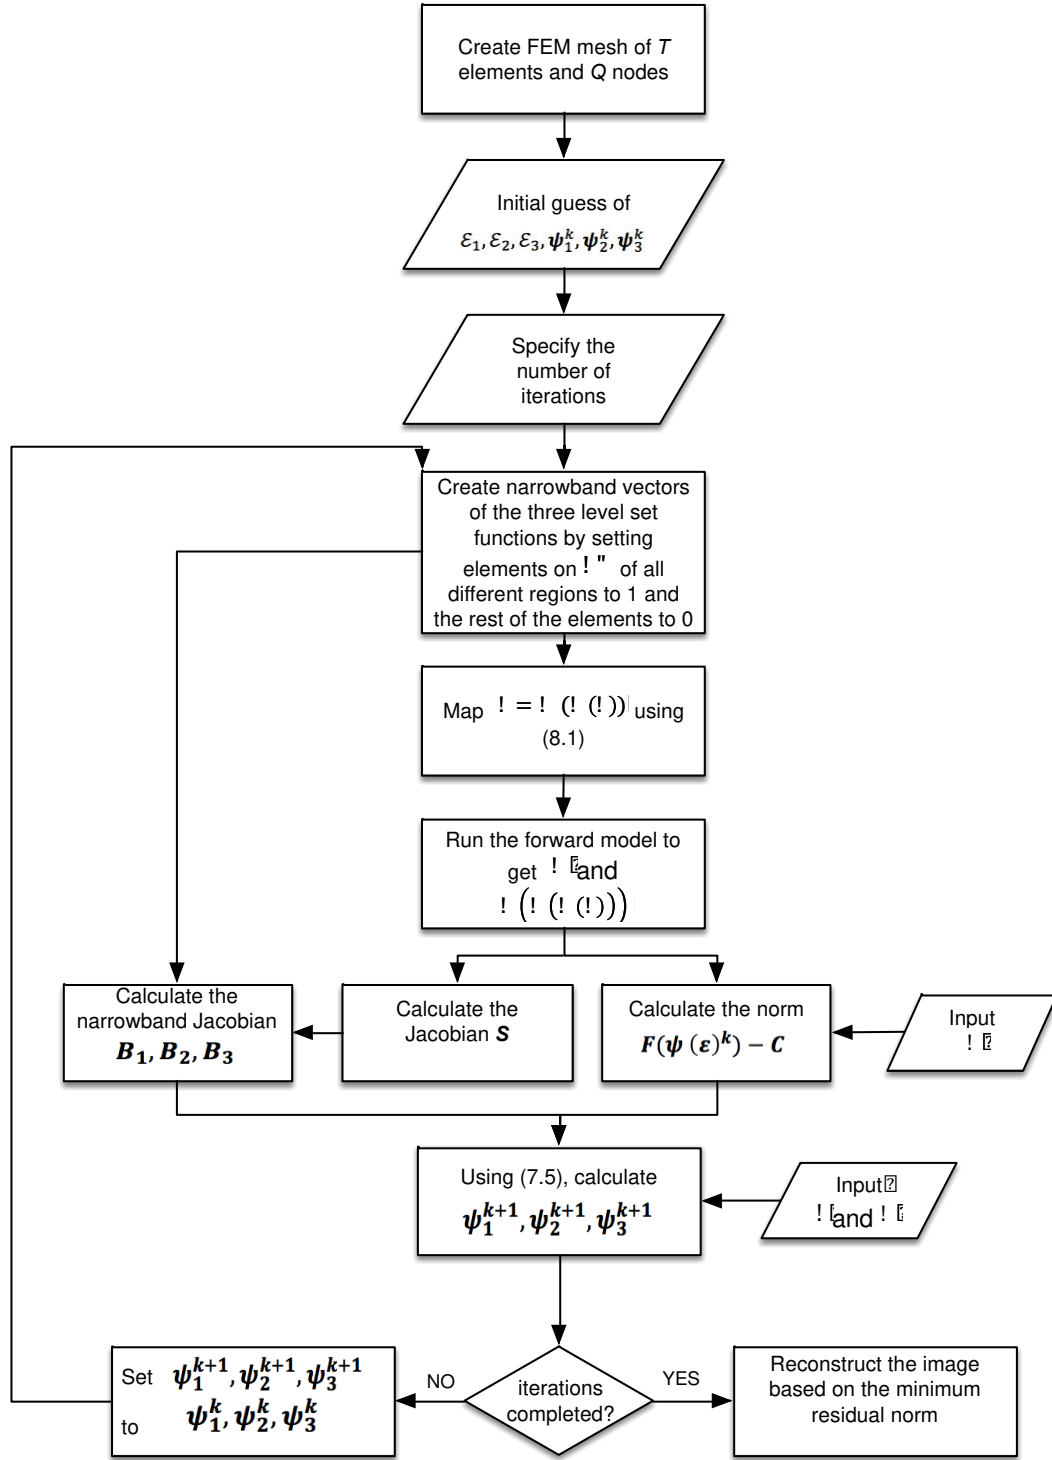 Create FEM mesh of T
elements and Q nodes
Initial guess of
ε₁, ε₂, ε₃, ψ₁ᵏ, ψ₂ᵏ, ψ₃ᵏ
Specify the
number of
iterations
Create narrowband vectors
of the three level set
functions by setting
elements on ! " of all
different regions to 1 and
the rest of the elements to 0
Map ! = ! (! (!)) using
(8.1)
Run the forward model to
get ! and
! (! (! (!)))
Calculate the
narrowband Jacobian
B₁, B₂, B₃
Calculate the
Jacobian S
Calculate the norm
F(ψ (ε)ᵏ) − C
Input
!
Using (7.5), calculate
ψ₁ᵏ⁺¹, ψ₂ᵏ⁺¹, ψ₃ᵏ⁺¹
Input
! and !
Set ψ₁ᵏ⁺¹, ψ₂ᵏ⁺¹, ψ₃ᵏ⁺¹
to ψ₁ᵏ, ψ₂ᵏ, ψ₃ᵏ
NO
iterations
completed?
YES
Reconstruct the image
based on the minimum
residual norm